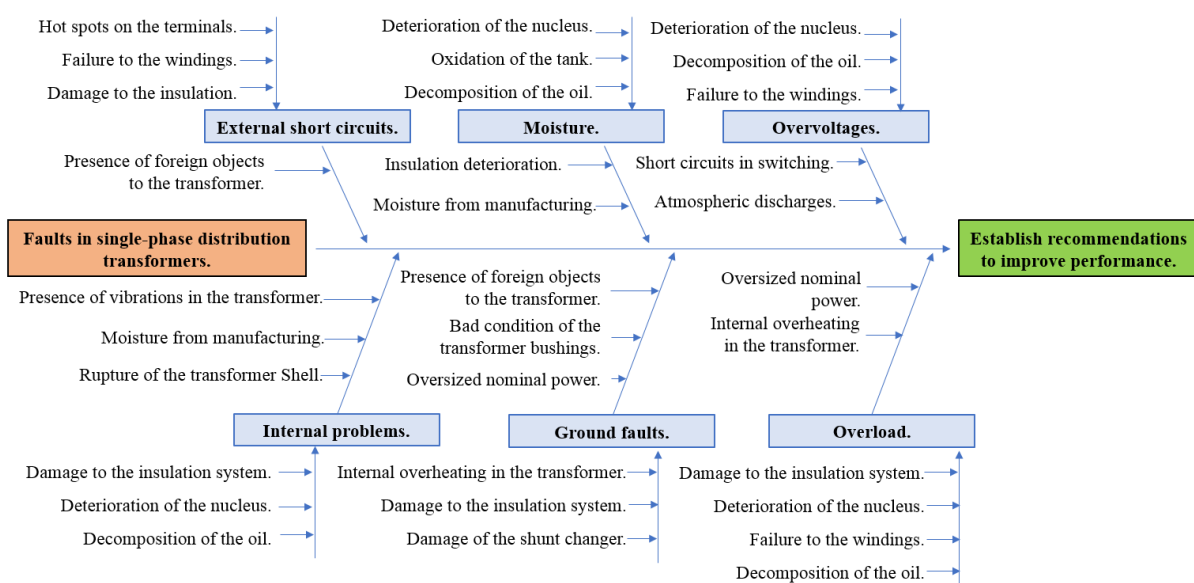 Hot spots on the terminals.
Failure to the windings.
Damage to the insulation.
External short circuits.
Presence of foreign objects
to the transformer.
Deterioration of the nucleus.
Oxidation of the tank.
Decomposition of the oil.
Moisture.
Insulation deterioration.
Moisture from manufacturing.
Deterioration of the nucleus.
Decomposition of the oil.
Failure to the windings.
Overvoltages.
Short circuits in switching.
Atmospheric discharges.
Faults in single-phase distribution
transformers.
Establish recommendations
to improve performance.
Presence of vibrations in the transformer.
Moisture from manufacturing.
Rupture of the transformer Shell.
Internal problems.
Damage to the insulation system.
Deterioration of the nucleus.
Decomposition of the oil.
Presence of foreign objects
to the transformer.
Bad condition of the
transformer bushings.
Oversized nominal power.
Ground faults.
Internal overheating in the transformer.
Damage to the insulation system.
Damage of the shunt changer.
Oversized nominal
power.
Internal overheating
in the transformer.
Overload.
Damage to the insulation system.
Deterioration of the nucleus.
Failure to the windings.
Decomposition of the oil.